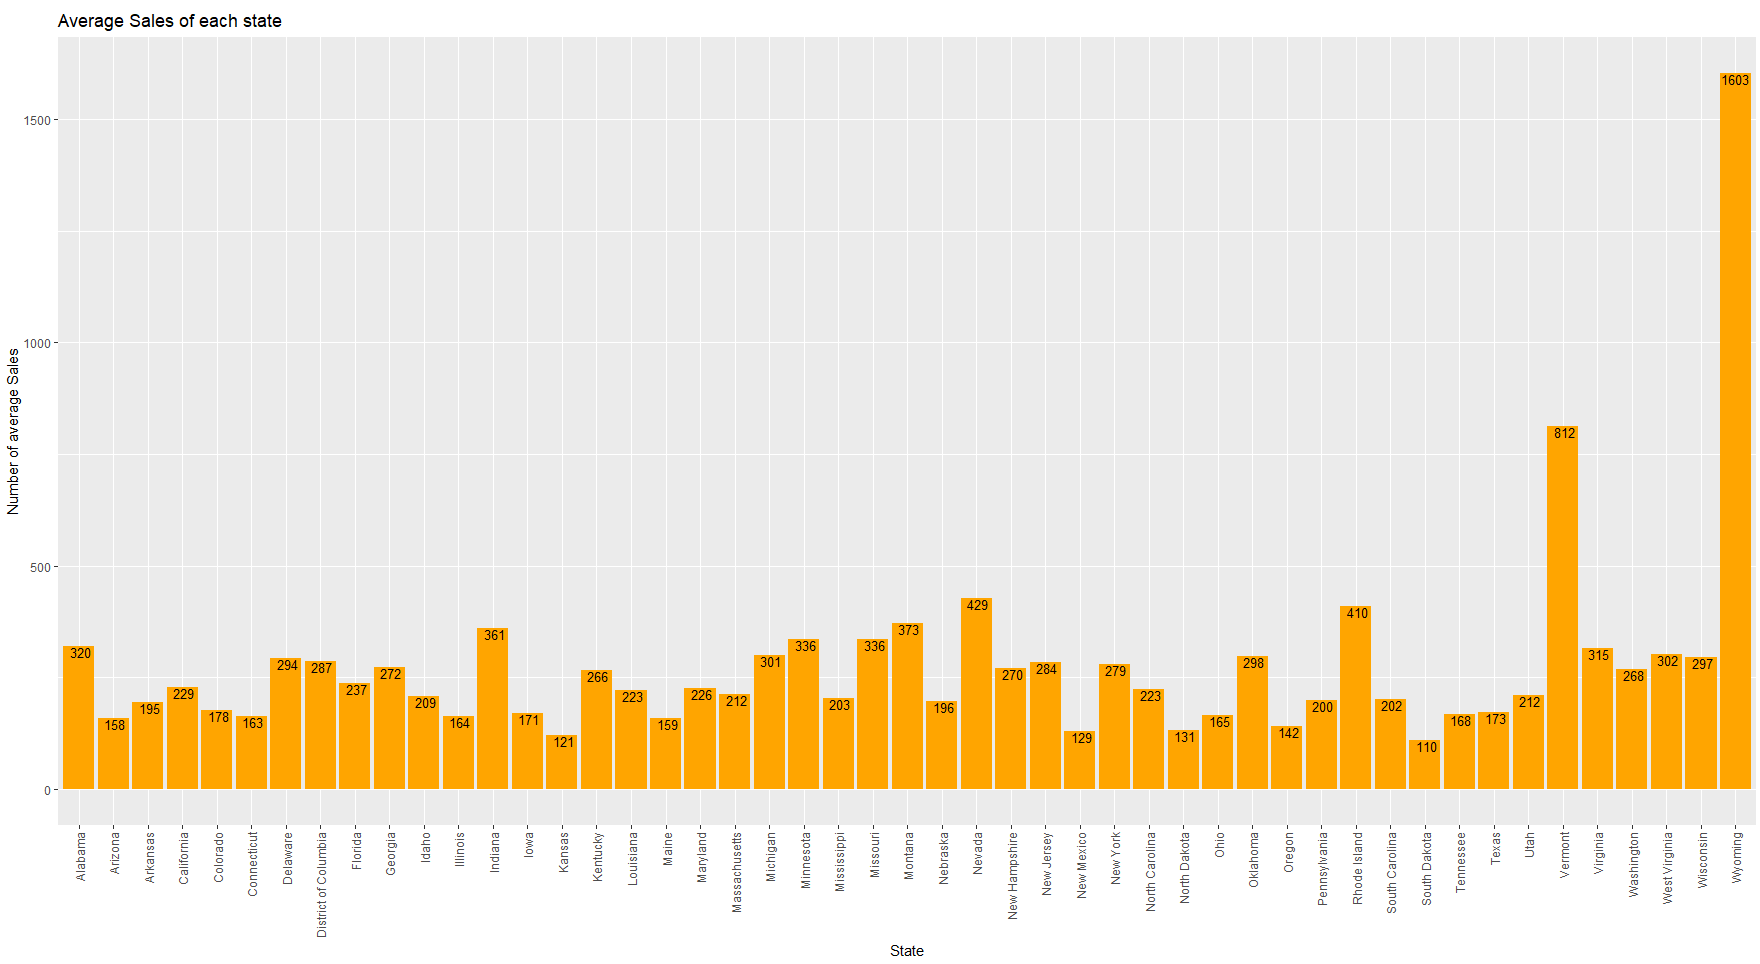 Average Sales of each state
Number of average Sales
1500
1000
500
0
320
158
195
229
178
163
294
287
237
272
209
164
361
171
121
266
223
159
226
212
301
336
203
336
373
196
429
270
284
129
279
223
131
165
298
142
200
410
202
110
168
173
212
812
315
268
302
297
1603
Alabama
Arizona
Arkansas
California
Colorado
Connecticut
Delaware
District of Columbia
Florida
Georgia
Idaho
Illinois
Indiana
Iowa
Kansas
Kentucky
Louisiana
Maine
Maryland
Massachusetts
Michigan
Minnesota
Mississippi
Missouri
Montana
Nebraska
Nevada
New Hampshire
New Jersey
New Mexico
New York
North Carolina
North Dakota
Ohio
Oklahoma
Oregon
Pennsylvania
Rhode Island
South Carolina
South Dakota
Tennessee
Texas
Utah
Vermont
Virginia
Washington
West Virginia
Wisconsin
Wyoming
State